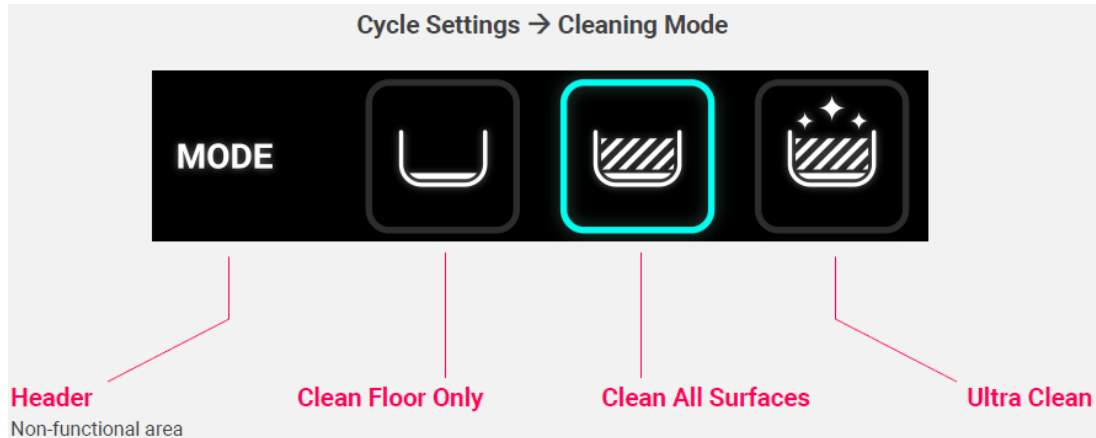 Cycle Settings → Cleaning Mode
MODE
Header
Non-functional area
Clean Floor Only
Clean All Surfaces
Ultra Clean